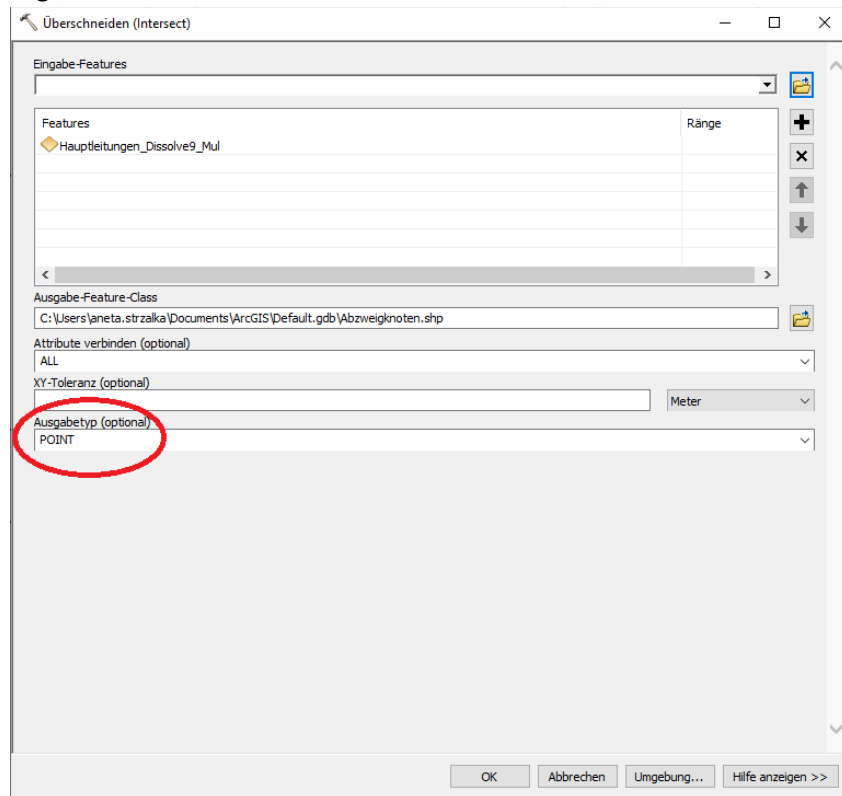 Überschneiden (Intersect)
Eingabe-Features
Features Ränge
Hauptleitungen_Dissolve9_Mul
Ausgabe-Feature-Class
C:\Users\aneta.strzalka\Documents\ArcGIS\Default.gdb\Abzweigknoten.shp
Attribute verbinden (optional)
ALL
XY-Toleranz (optional)
Meter
Ausgabetyp (optional)
POINT
OK Abbrechen Umgebung... Hilfe anzeigen >>